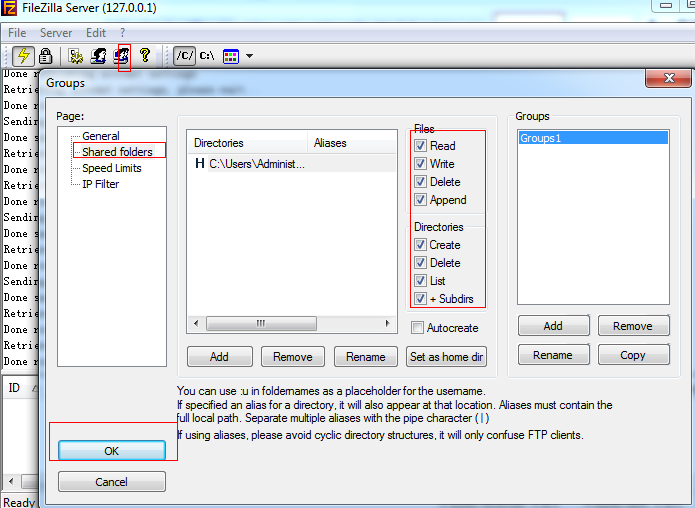 FileZilla Server (127.0.0.1)
File Server Edit ?
/C/ C:\
Done
Retrie
Done r
Sendin
Done s
Retrie
Done r
Retrie
Done r
Sendin
Done s
Retrie
Done r
Sendin
Done s
Retrie
Done r
Done r
ID
Ready
Groups
Page:
General
Shared folders
Speed Limits
IP Filter
OK
Cancel
Directories Aliases
H C:\Users\Administ...
Add Remove Rename Set as home dir
Files
Read
Write
Delete
Append
Directories
Create
Delete
List
+ Subdirs
Autocreate
Groups
Groups1
Add Remove
Rename Copy
You can use :u in foldernames as a placeholder for the username.
If specified an alias for a directory, it will also appear at that location. Aliases must contain the
full local path. Separate multiple aliases with the pipe character ( | )
If using aliases, please avoid cyclic directory structures, it will only confuse FTP clients.